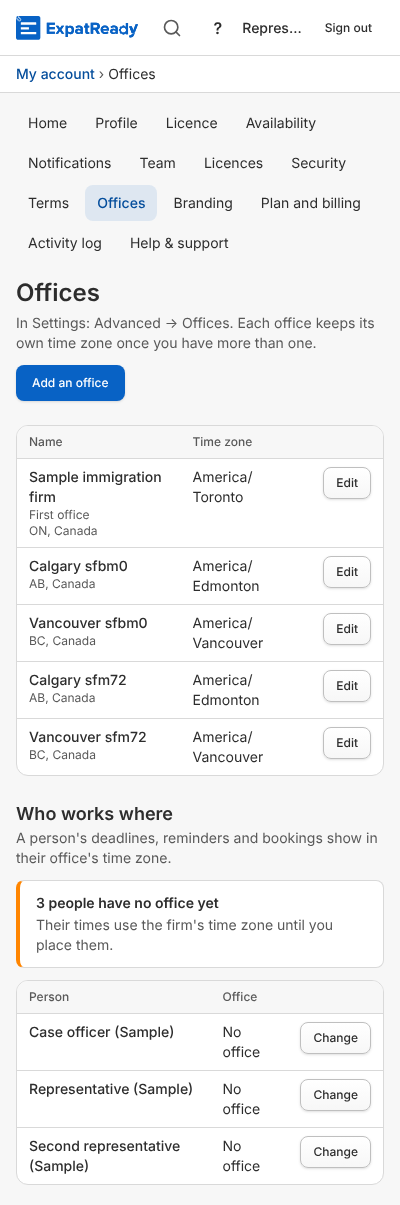 ExpatReady ? Repres... Sign out
My account › Offices
Home Profile Licence Availability
Notifications Team Licences Security
Terms Offices Branding Plan and billing
Activity log Help & support
Offices
In Settings: Advanced → Offices. Each office keeps its
own time zone once you have more than one.
Add an office
Name Time zone
Sample immigration
firm
First office
ON, Canada
America/
Toronto
Edit
Calgary sfbm0
AB, Canada
America/
Edmonton
Edit
Vancouver sfbm0
BC, Canada
America/
Vancouver
Edit
Calgary sfm72
AB, Canada
America/
Edmonton
Edit
Vancouver sfm72
BC, Canada
America/
Vancouver
Edit
Who works where
A person's deadlines, reminders and bookings show in
their office's time zone.
3 people have no office yet
Their times use the firm's time zone until you
place them.
Person Office
Case officer (Sample)
No
office
Change
Representative (Sample)
No
office
Change
Second representative
(Sample)
No
office
Change